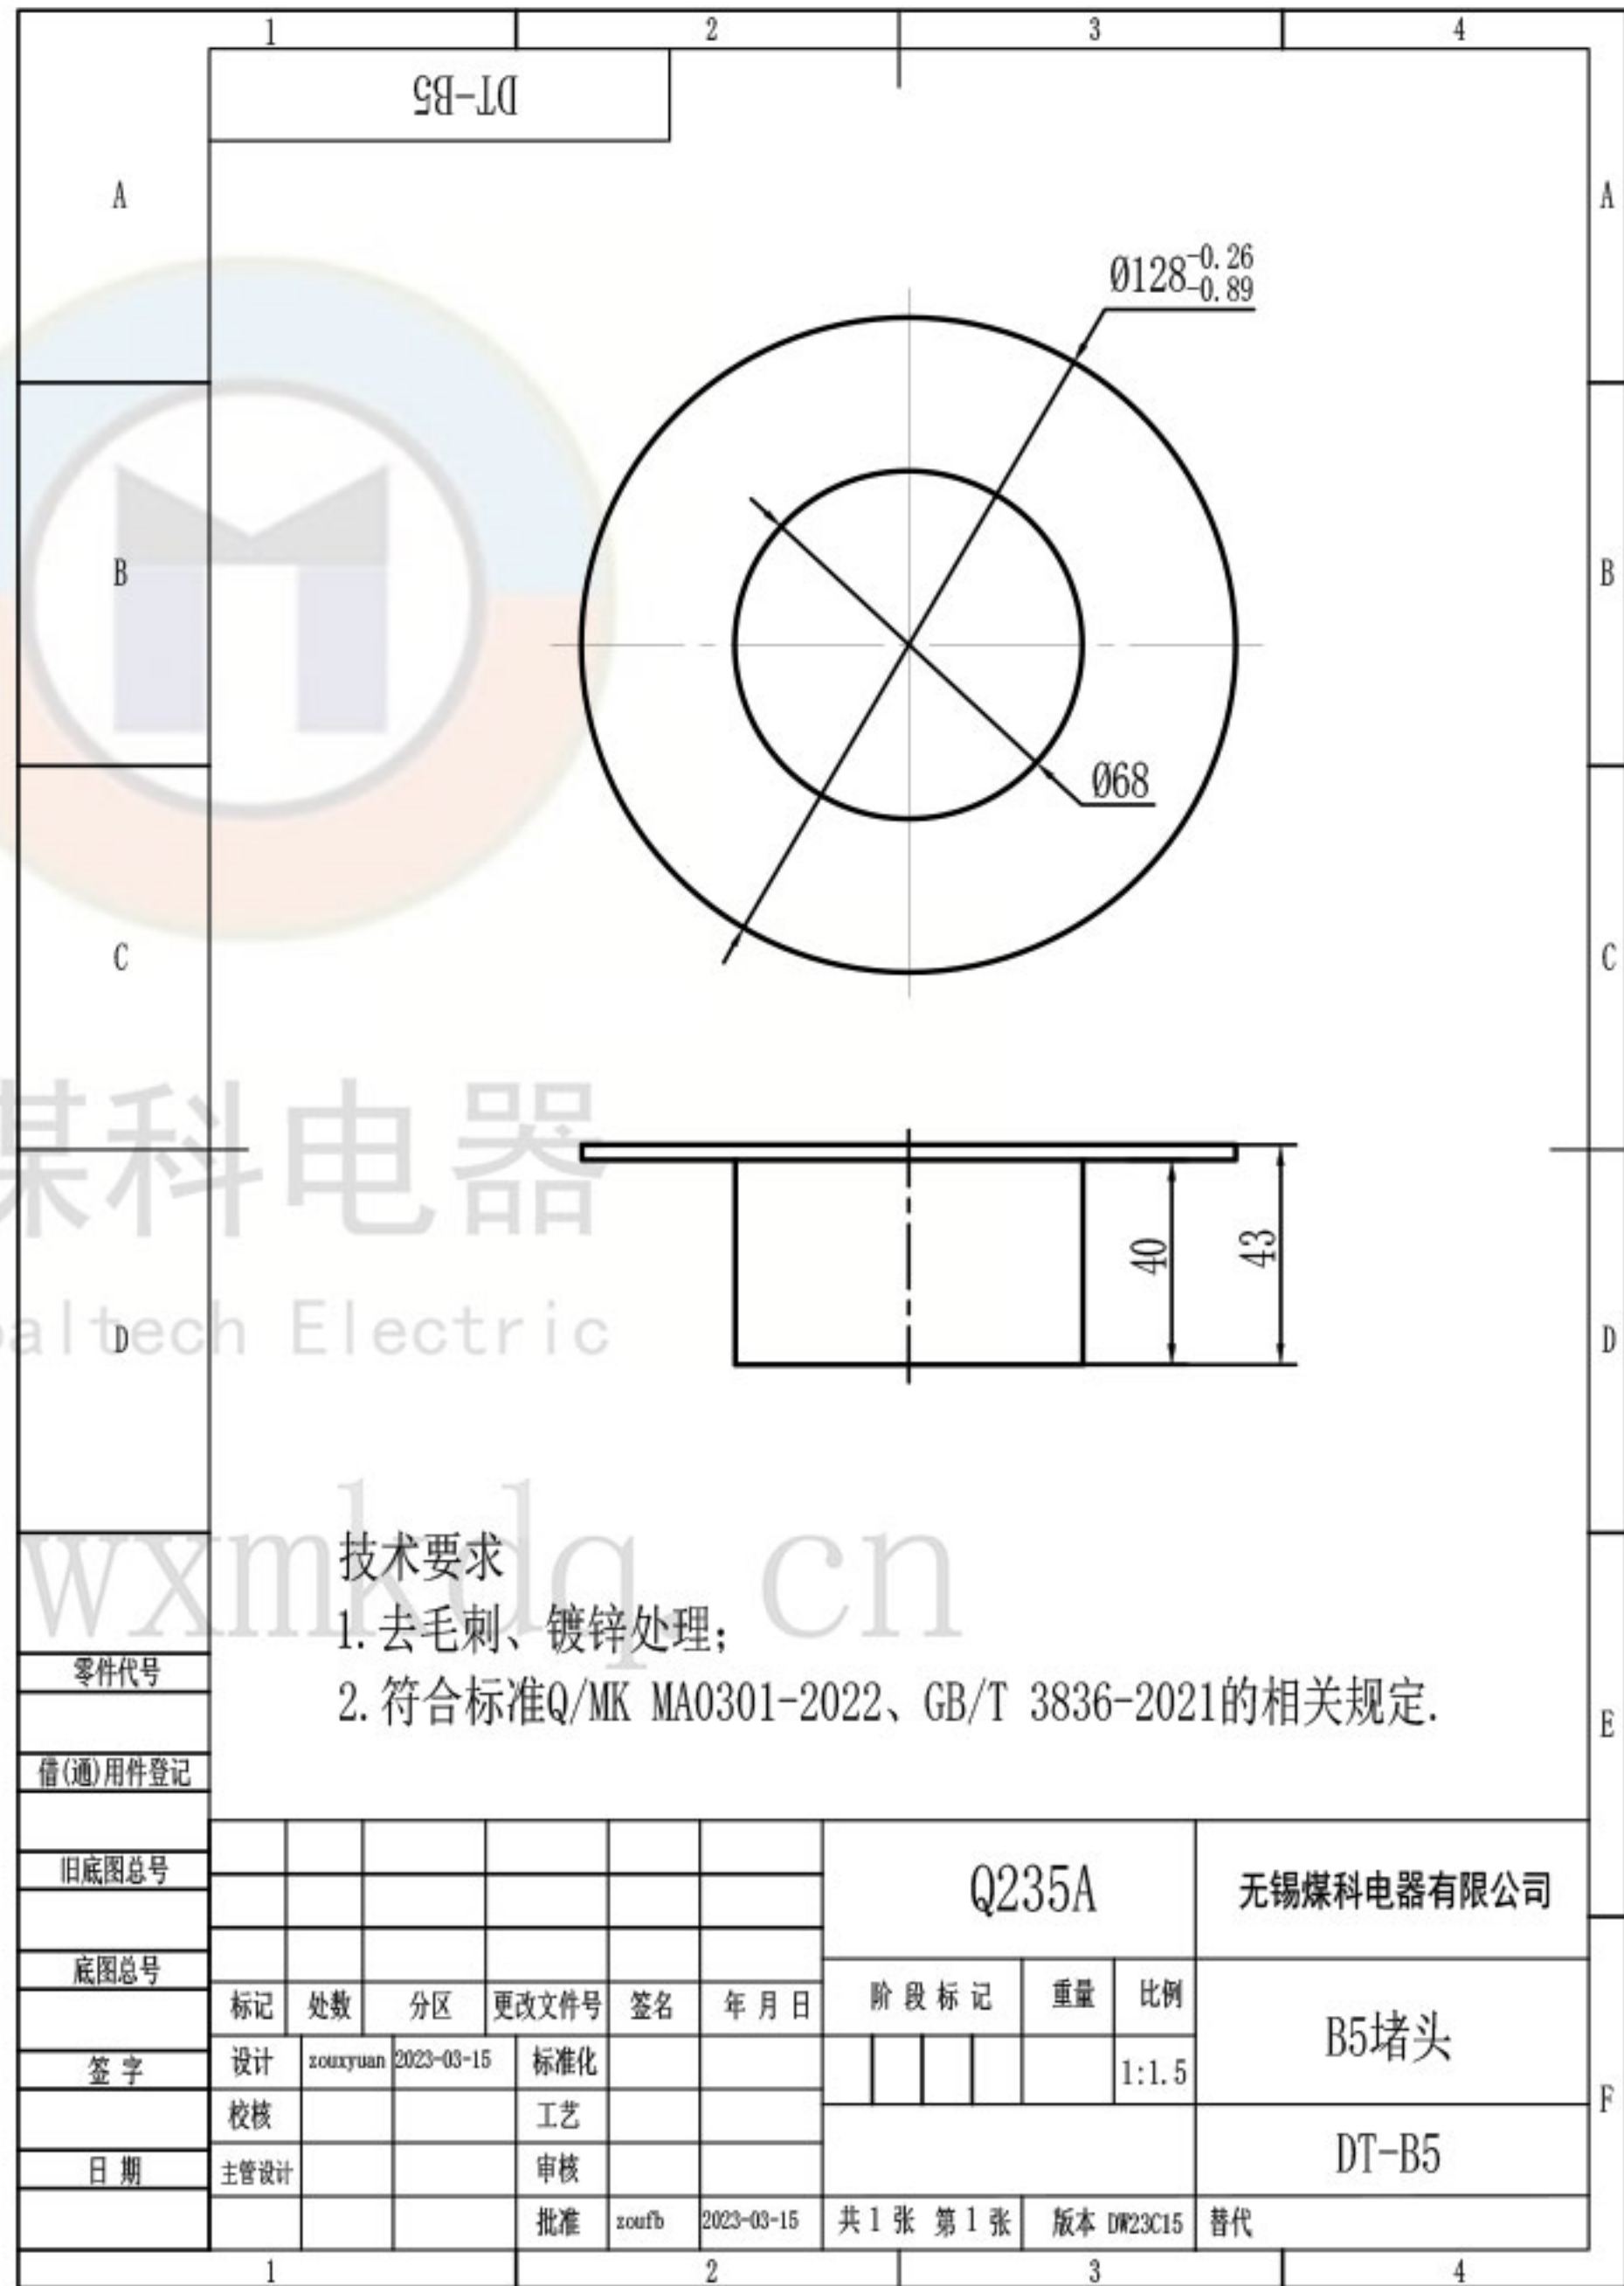 1 2 3 4
DT-B5
A A
Ø128 -0.26
-0.89
B B
Ø68
C C
煤科电器
40
43
altech Electric
D D
wxmkdq.cn
技术要求
1.去毛刺、镀锌处理；
2.符合标准Q/MK MA0301-2022、GB/T 3836-2021的相关规定.
E
零件代号
借(通)用件登记
旧底图总号
底图总号
签 字
日 期
Q235A
无锡煤科电器有限公司
标记 处数 分区 更改文件号 签名 年 月 日
阶 段 标 记 重量 比例
B5堵头
设计 zouxyuan 2023-03-15 标准化
1:1.5
校核 工艺
F
主管设计 审核
DT-B5
批准 zoufb 2023-03-15
共 1 张 第 1 张 版本 DW23C15 替代
1 2 3 4